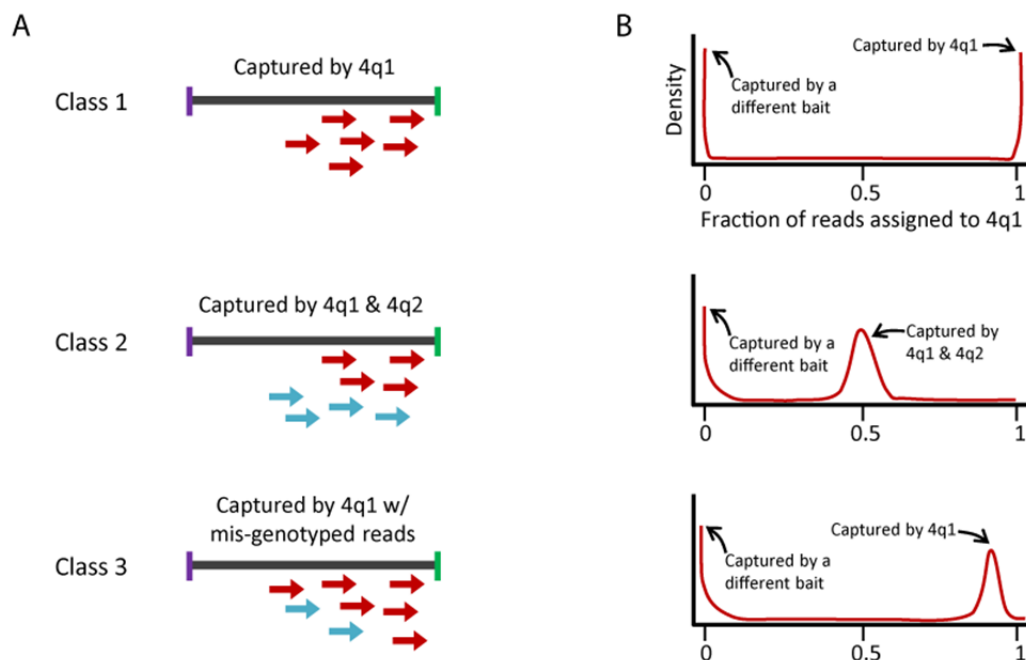 A
Class 1
Captured by 4q1
Class 2
Captured by 4q1 & 4q2
Class 3
Captured by 4q1 w/
mis-genotyped reads
B
Density
Captured by a
different bait
Captured by 4q1
0
0.5
1
Fraction of reads assigned to 4q1
Captured by a
different bait
Captured by
4q1 & 4q2
0
0.5
1
Captured by a
different bait
Captured by 4q1
0
0.5
1